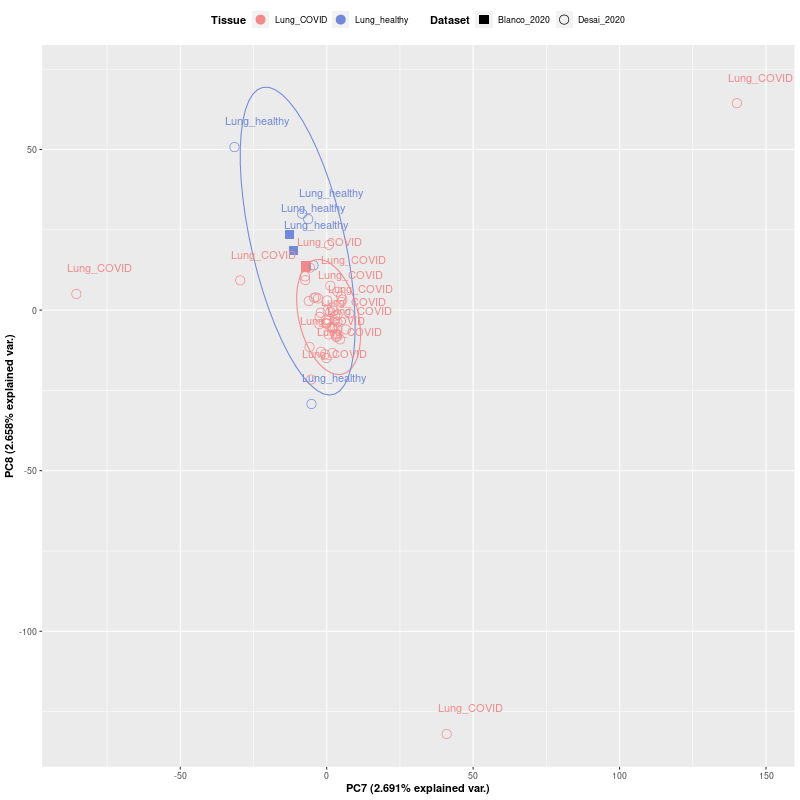 Tissue Lung_COVID Lung_healthy Dataset Blanco_2020 Desai_2020
Lung_COVID
Lung_healthy
50
Lung_healthy
Lung_healthy
Lung_healthy
Lung_COVID
Lung_COVID
Lung_COVID
Lung_COVID
Lung_COVID
Lung_COVID
Lung_COVID
0
Lung_COVID
Lung_COVID
Lung_COVID
Lung_COVID
Lung_healthy
-50
-100
Lung_COVID
-50 0 50 100 150
PC7 (2.691% explained var.)
PC8 (2.658% explained var.)